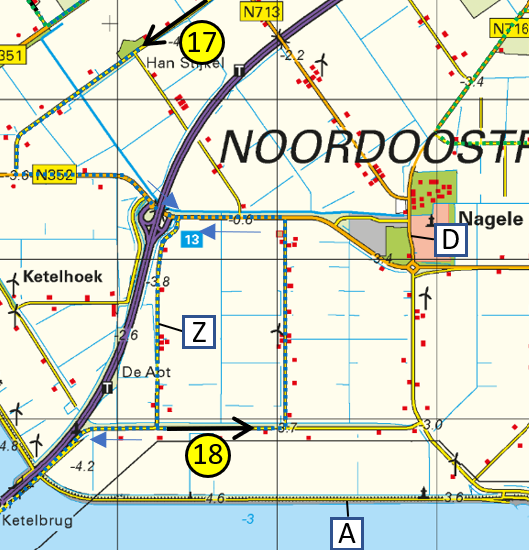 N713
17
-4
N716
351
Han Stijkel
T
-2.2
-3.4
NOORDOOSTP
-3.6
N352
-0.6
Nagele
13
D
-3.4
Ketelhoek
-3.8
Z
-2.6
De Abt
T
-3.7
-3.0
4.8
18
-4.2
4.6
3.6
Ketelbrug
-3
A